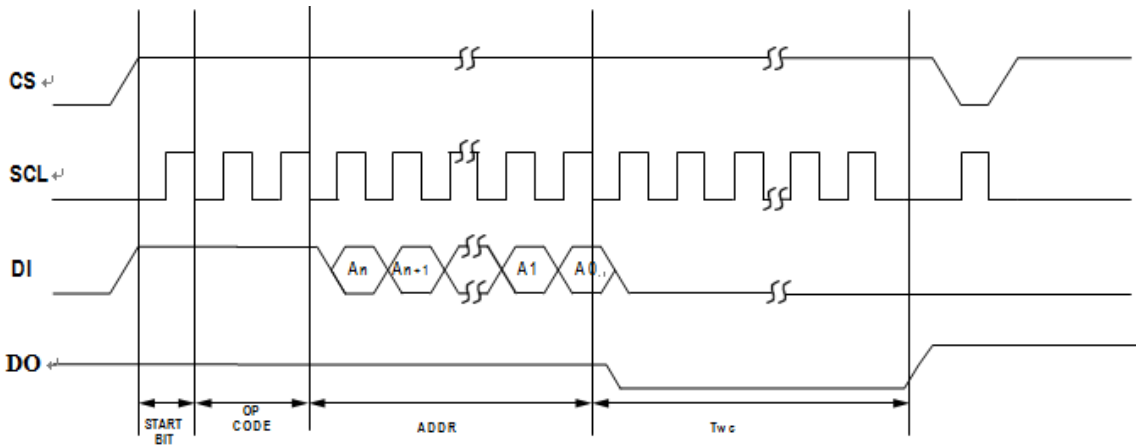 CS ↵
SCL ↵
DI
An
An+1
A1
A0
DO ↵
START
BIT
OP
CODE
ADDR
Twc